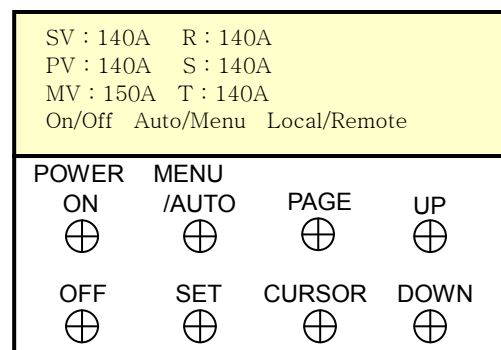 SV : 140A R : 140A
PV : 140A S : 140A
MV : 150A T : 140A
On/Off Auto/Menu Local/Remote
POWER ON MENU /AUTO PAGE UP
OFF SET CURSOR DOWN